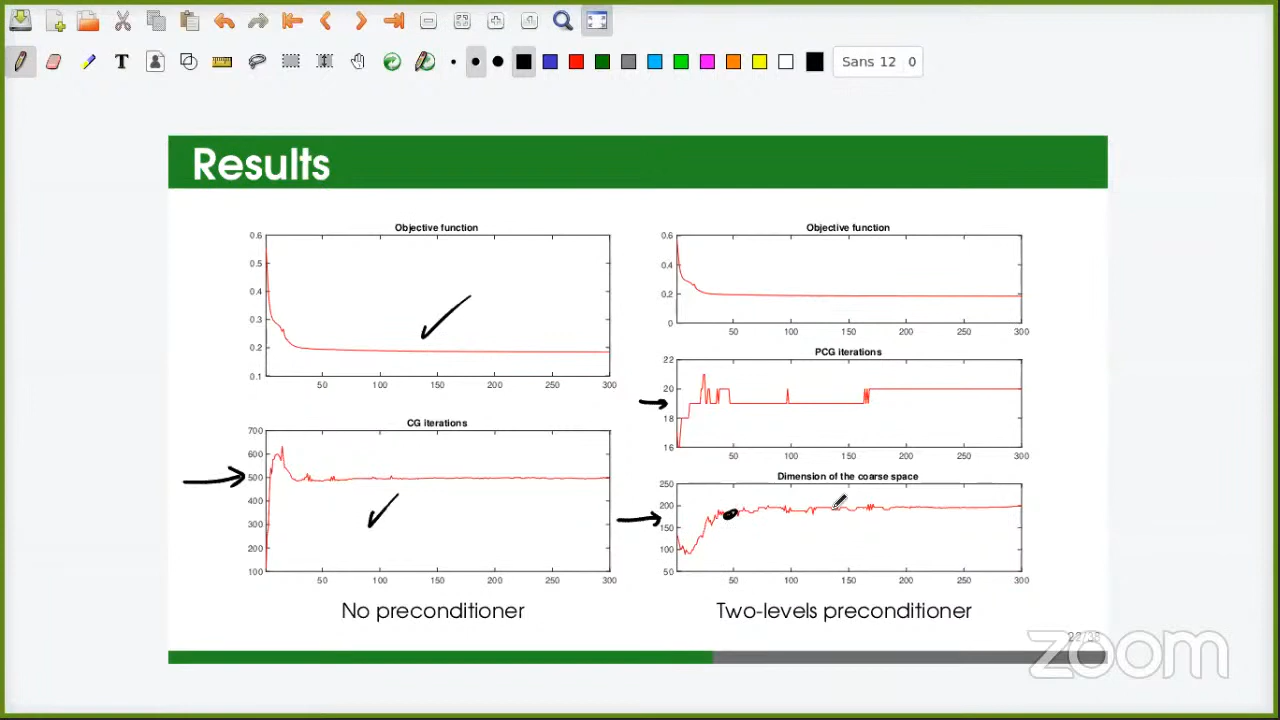 T
Sans 12 0
Results
Objective function
0.6
0.5
0.4
0.3
0.2
0.1
50 100 150 200 250 300
CG iterations
700
600
500
400
300
200
100
50 100 150 200 250 300
No preconditioner
Objective function
0.6
0.4
0.2
0
50 100 150 200 250 300
PCG iterations
22
20
18
16
50 100 150 200 250 300
Dimension of the coarse space
250
200
150
100
50
50 100 150 200 250 300
Two-levels preconditioner
zoom